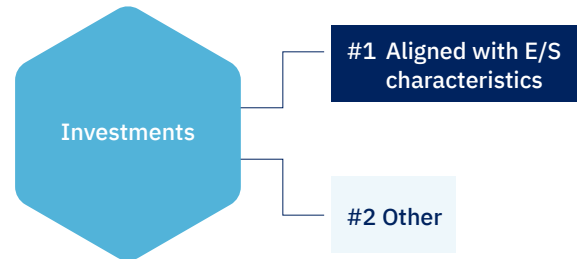 Investments
#1 Aligned with E/S
characteristics
#2 Other